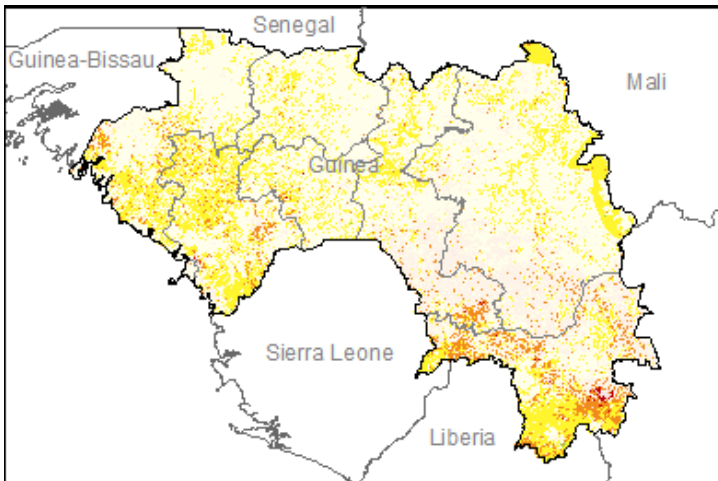 Senegal
Guinea-Bissau
Mali
Guinea
Sierra Leone
Liberia